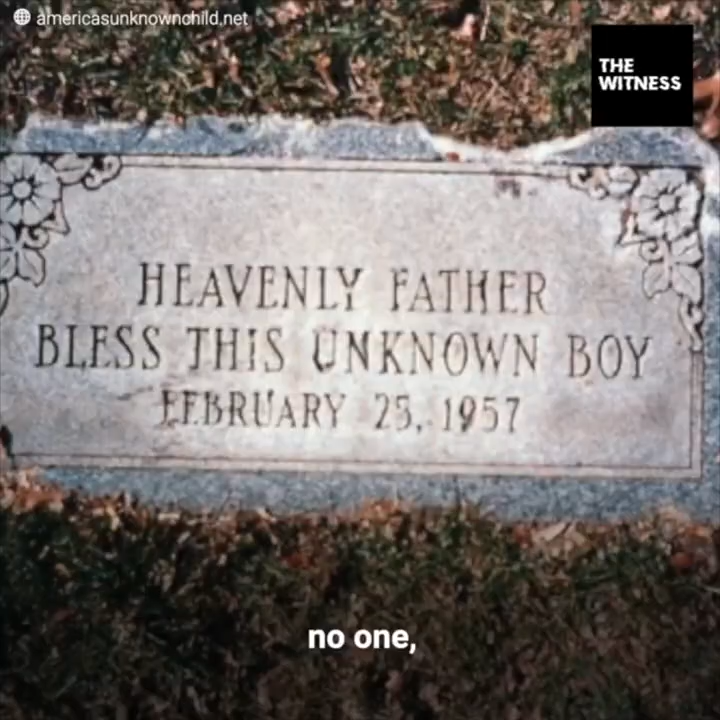 americasunknownchild.net
THE
WITNESS
HEAVENLY FATHER
BLESS THIS UNKNOWN BOY
FEBRUARY 25, 1957
no one,